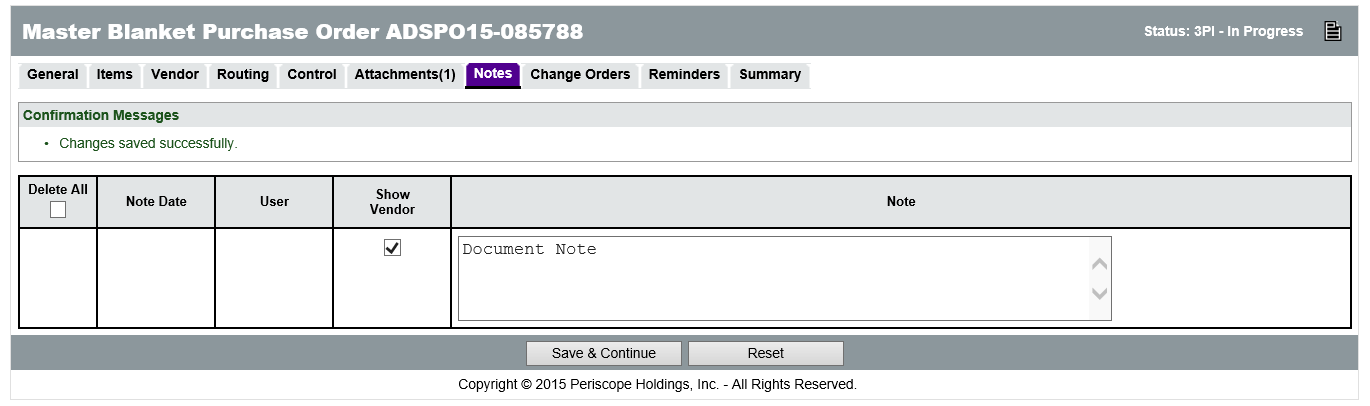 Master Blanket Purchase Order ADSPO15-085788
Status: 3PI - In Progress
General Items Vendor Routing Control Attachments(1) Notes Change Orders Reminders Summary
Confirmation Messages
• Changes saved successfully.
Delete All
Note Date
User
Show
Vendor
Note
Document Note
Save & Continue
Reset
Copyright © 2015 Periscope Holdings, Inc. - All Rights Reserved.